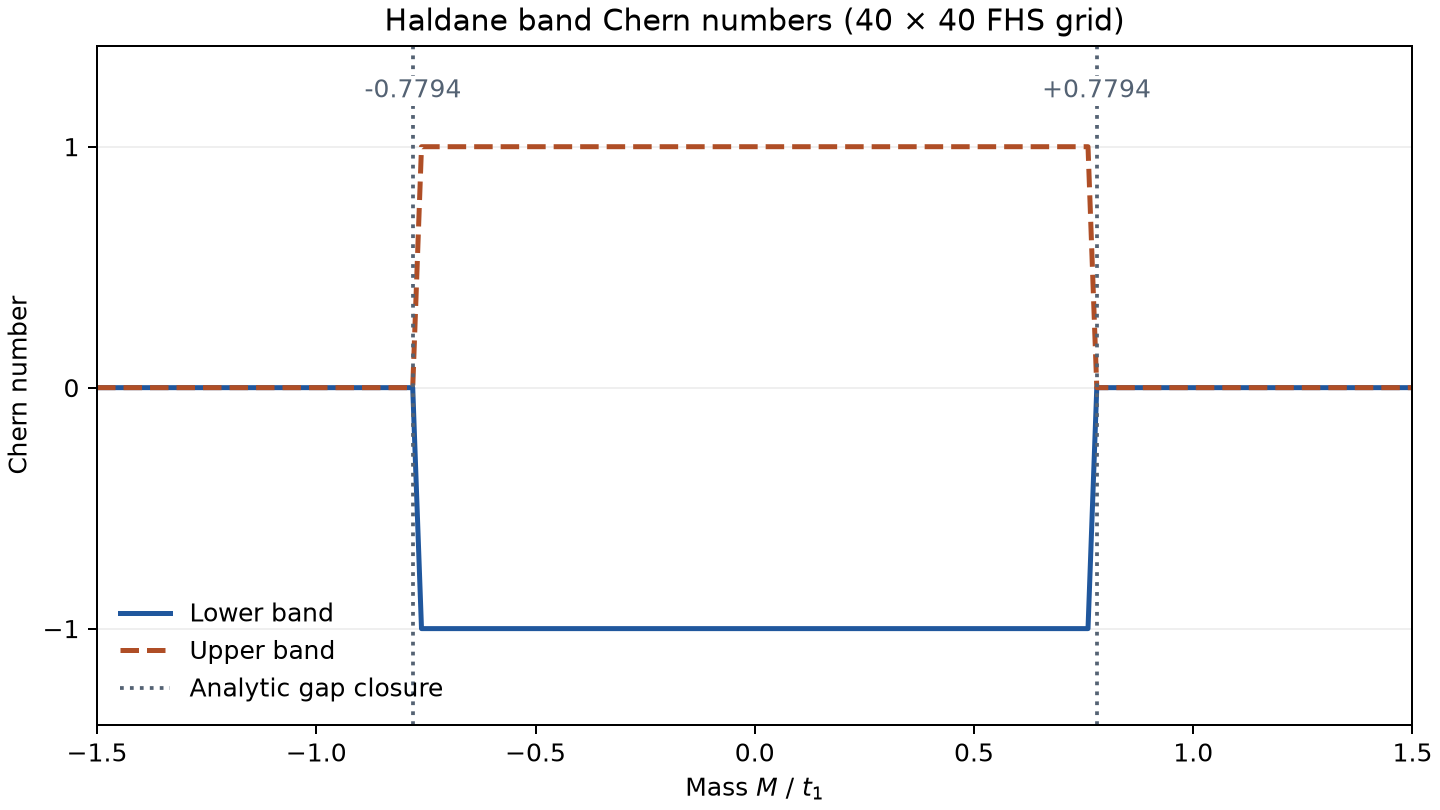 Haldane band Chern numbers (40 × 40 FHS grid)
-0.7794
+0.7794
Chern number
1
0
−1
Lower band
Upper band
Analytic gap closure
−1.5
−1.0
−0.5
0.0
0.5
1.0
1.5
Mass M / t₁